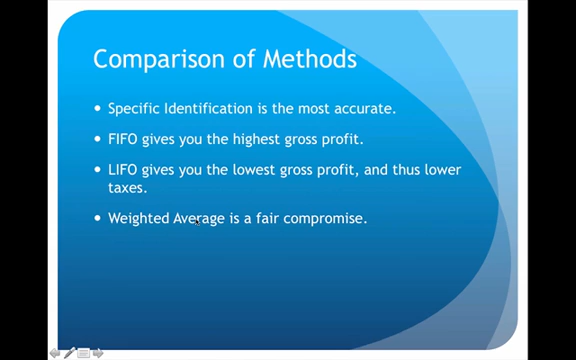 Comparison of Methods
• Specific Identification is the most accurate.
• FIFO gives you the highest gross profit.
• LIFO gives you the lowest gross profit, and thus lower
taxes.
• Weighted Average is a fair compromise.